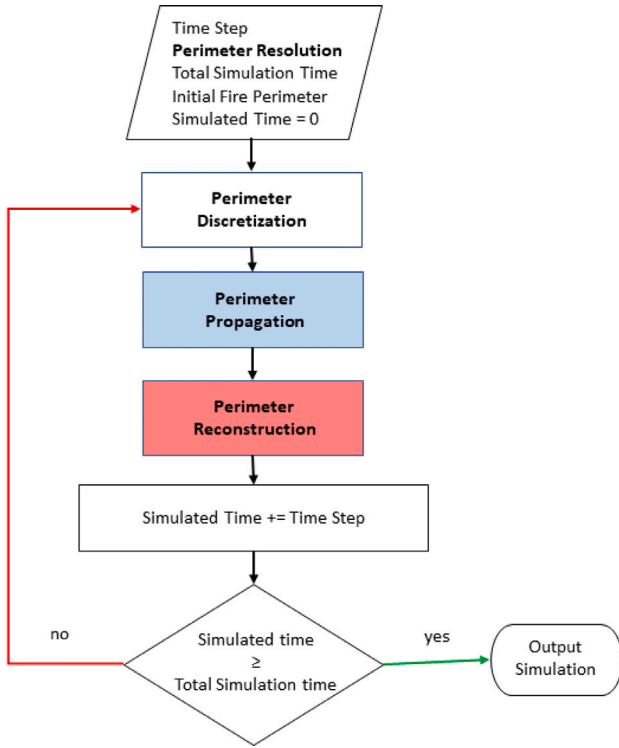 Time Step
Perimeter Resolution
Total Simulation Time
Initial Fire Perimeter
Simulated Time = 0
Perimeter
Discretization
Perimeter
Propagation
Perimeter
Reconstruction
Simulated Time += Time Step
no
Simulated time
≥
Total Simulation time
yes
Output
Simulation